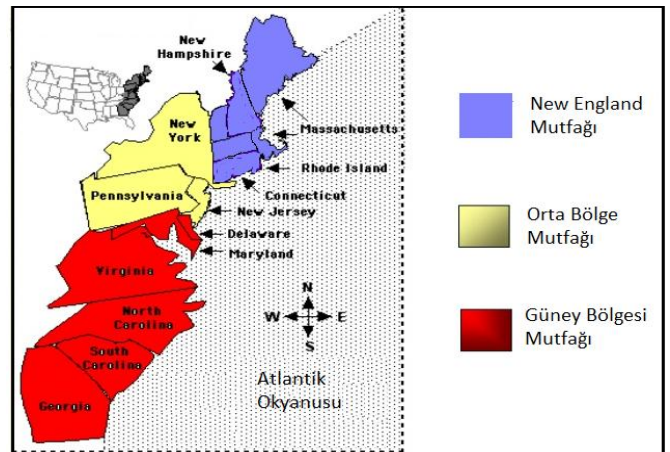 New
Hampshire
New
York
Massachusetts
Rhode Island
Pennsylvania
Connecticut
New Jersey
Delaware
Maryland
Virginia
North
Carolina
South
Carolina
Georgia
N
W
E
S
Atlantik
Okyanusu
New England
Mutfağı
Orta Bölge
Mutfağı
Güney Bölgesi
Mutfağı